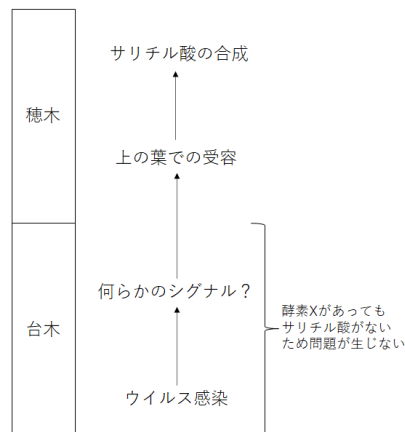 サリチル酸の合成
穂木
上の葉での受容
何らかのシグナル？
酵素Xがあっても
サリチル酸がない
ため問題が生じない
台木
ウイルス感染